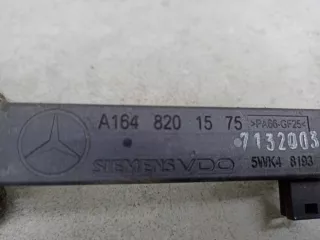 A164 820 15 75
>PA66-GF25<
7132003
SIEMENS VDO
5WK4 8193